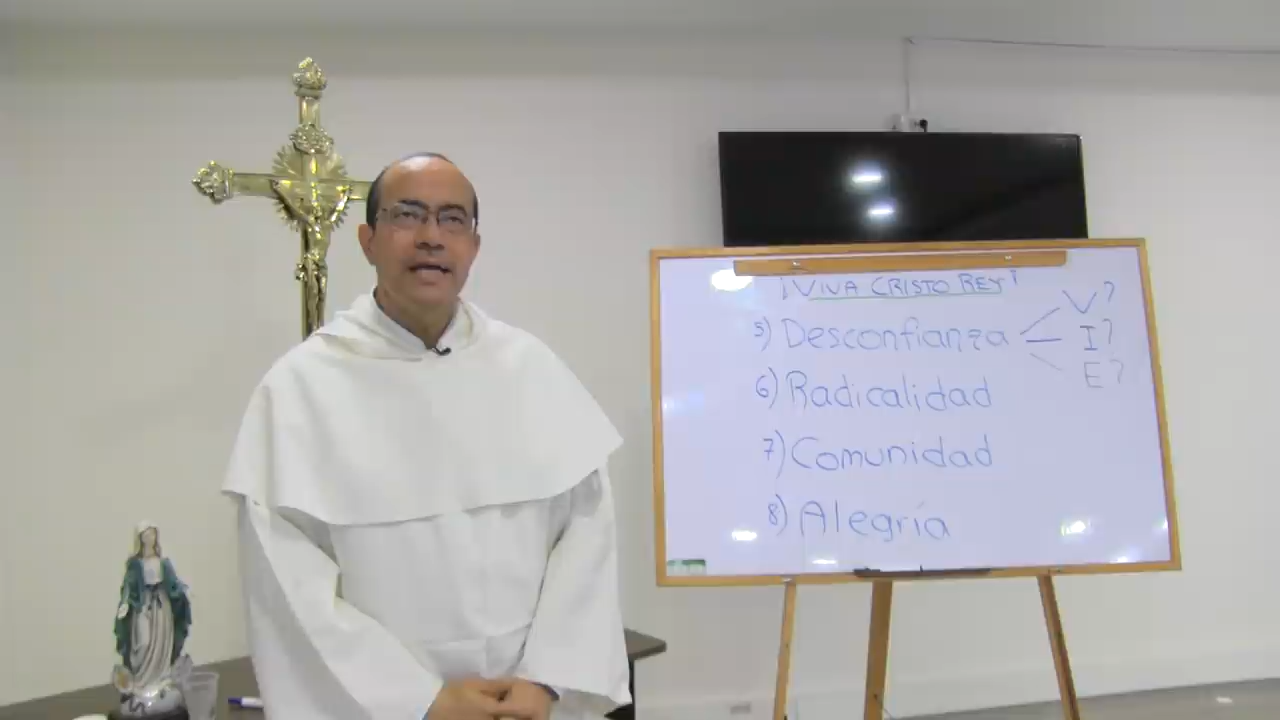 ¡VIVA CRISTO REY!
5) Desconfianza V?
I?
E?
6) Radicalidad
7) Comunidad
8) Alegría